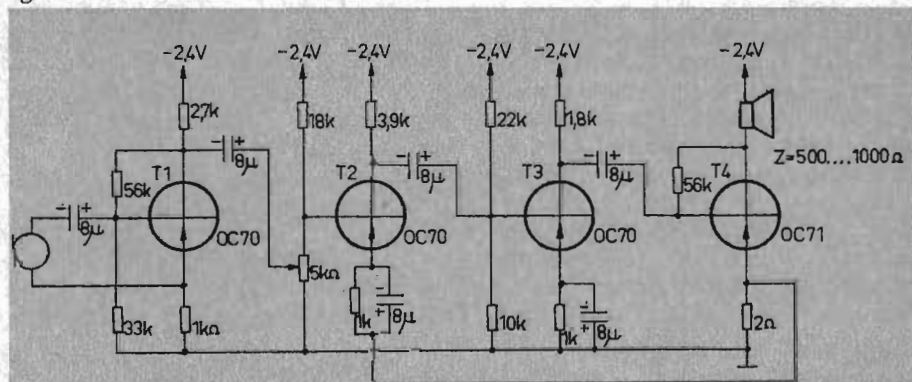 -2,4V
-2,4V
-2,4V
-2,4V
-2,4V
-2,4V
2,7k
18k
3,9k
22k
1,8k
- +
8µ
- +
8µ
- +
8µ
Z=500....1000Ω
T1
T2
T3
T4
56k
56k
- +
8µ
OC70
OC70
OC70
OC71
5kΩ
33k
1kΩ
1k
-
+
8µ
10k
1k
-
+
8µ
2Ω